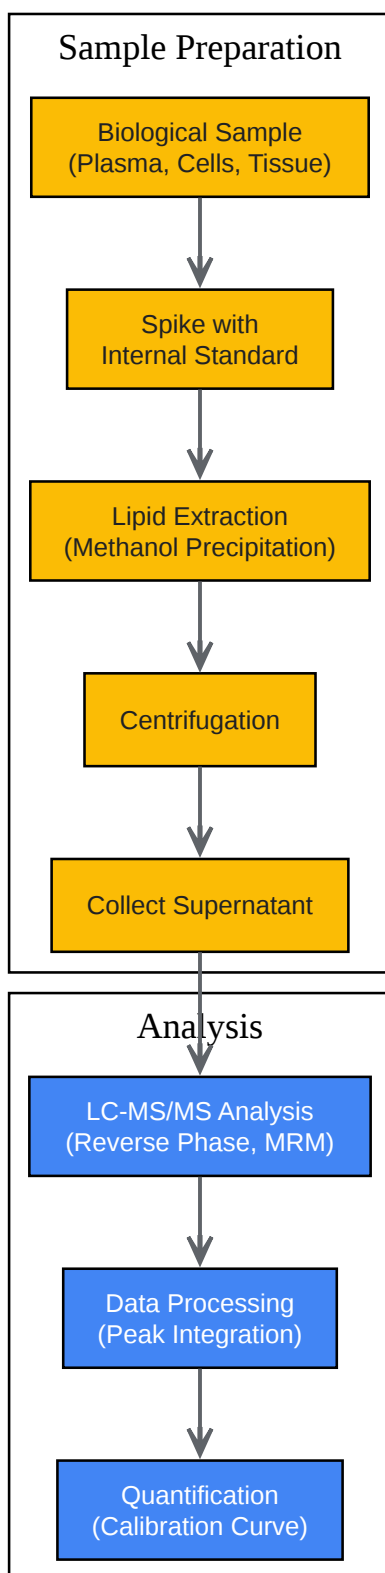 Sample Preparation
Biological Sample
(Plasma, Cells, Tissue)
Spike with
Internal Standard
Lipid Extraction
(Methanol Precipitation)
Centrifugation
Collect Supernatant
Analysis
LC-MS/MS Analysis
(Reverse Phase, MRM)
Data Processing
(Peak Integration)
Quantification
(Calibration Curve)